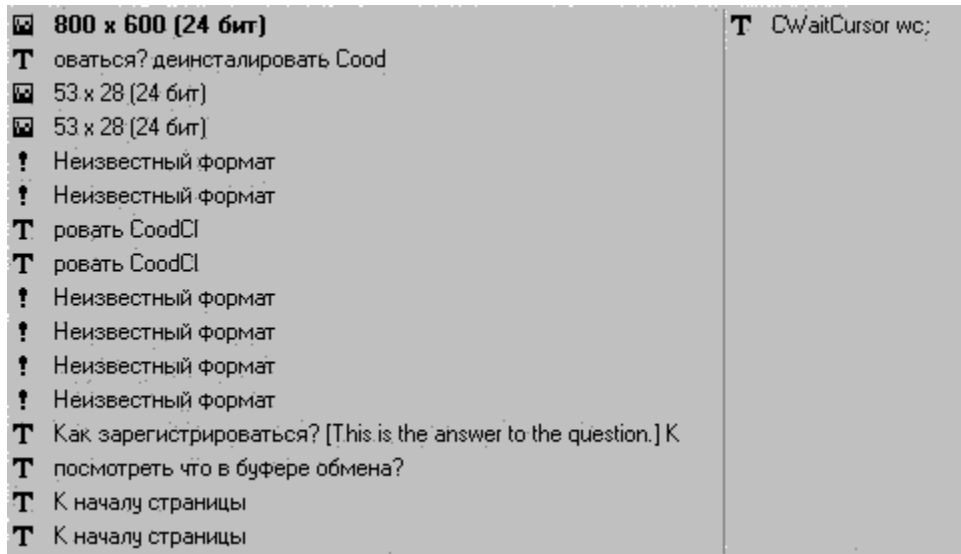 800 x 600 (24 бит)
оваться? деинсталировать Cood
53 x 28 (24 бит)
53 x 28 (24 бит)
Неизвестный формат
Неизвестный формат
ровать CoodCl
ровать CoodCl
Неизвестный формат
Неизвестный формат
Неизвестный формат
Неизвестный формат
Как зарегистрироваться? [This is the answer to the question.] К
посмотреть что в буфере обмена?
К началу страницы
К началу страницы
CWaitCursor wc;